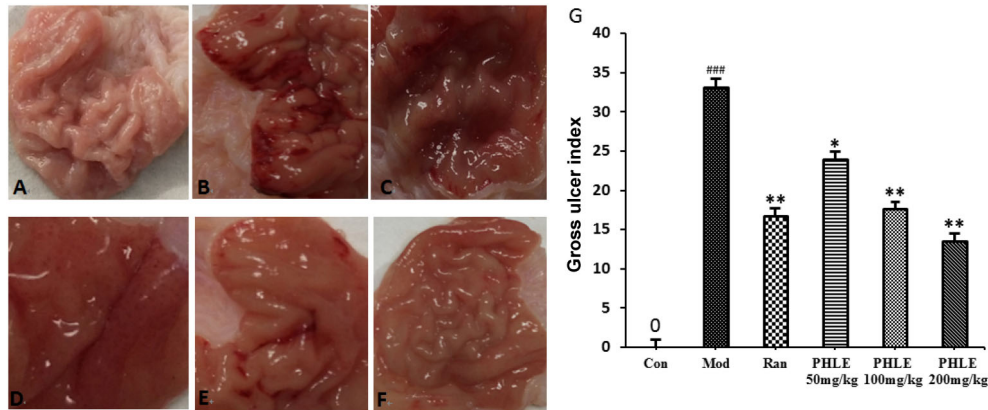 A
B
C
D
E
F
G
Gross ulcer index
40
35
30
25
20
15
10
5
0
0
###
**
*
**
**
Con
Mod
Ran
PHLE
50mg/kg
PHLE
100mg/kg
PHLE
200mg/kg